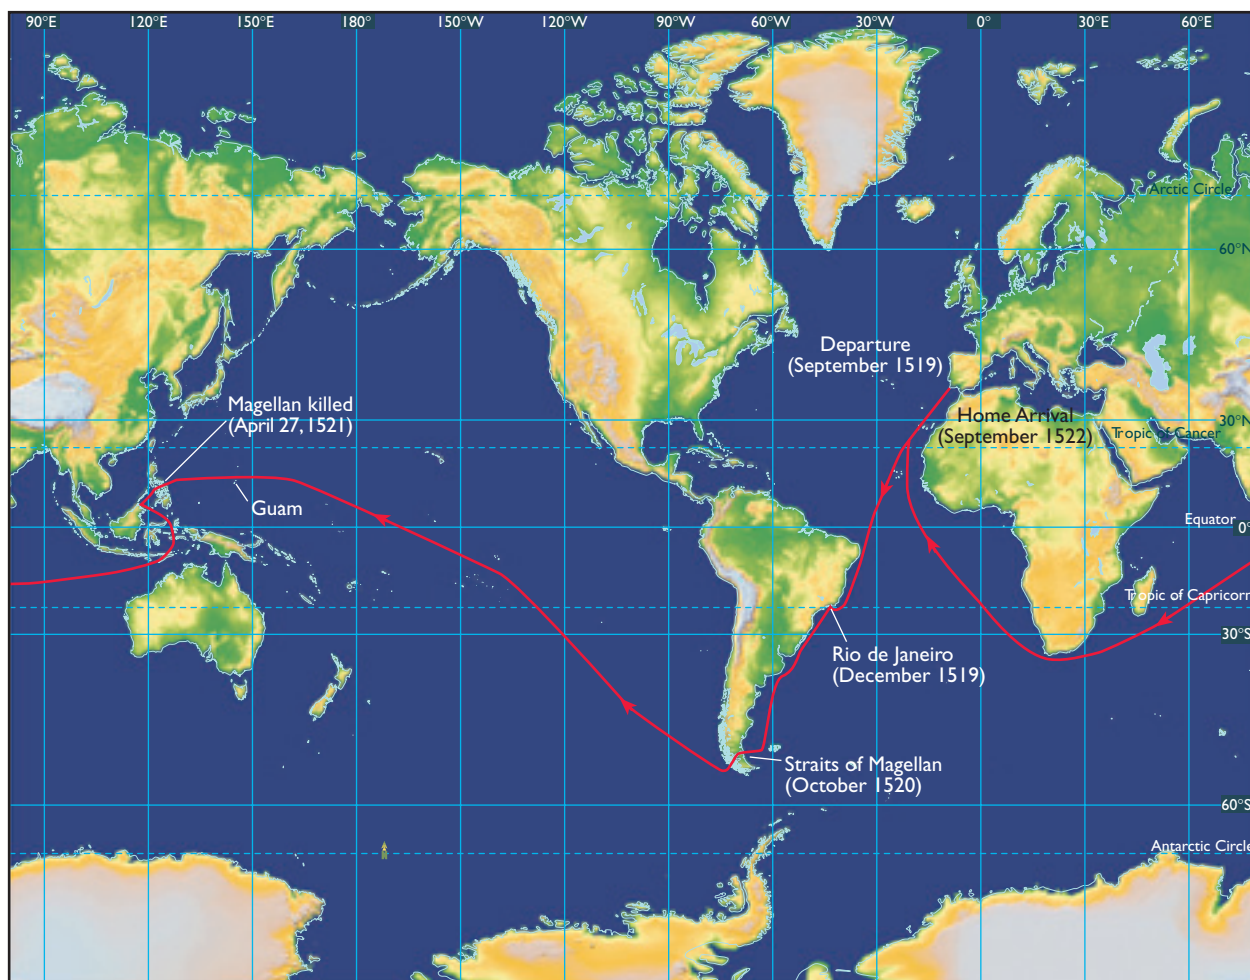 90°E 120°E 150°E 180° 150°W 120°W 90°W 60°W 30°W 0° 30°E 60°E
Arctic Circle
60°N
Departure
(September 1519)
Magellan killed
(April 27, 1521)
Home Arrival
(September 1522)
30°N
Tropic of Cancer
Guam
Equator 0°
Tropic of Capricorn
30°S
Rio de Janeiro
(December 1519)
Straits of Magellan
(October 1520)
60°S
Antarctic Circle